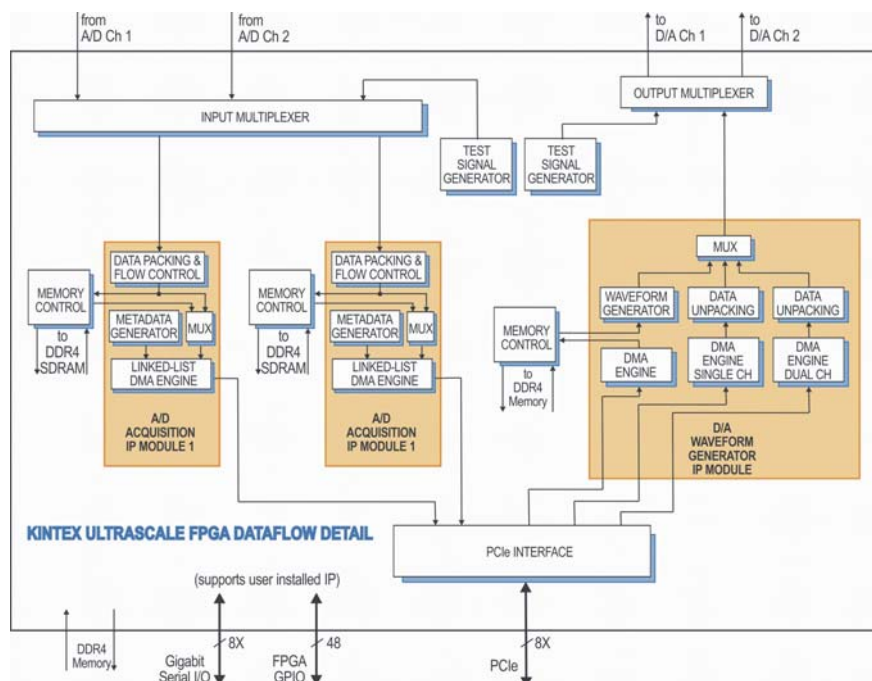 from
A/D Ch 1
from
A/D Ch 2
to
D/A Ch 1
to
D/A Ch 2
INPUT MULTIPLEXER
OUTPUT MULTIPLEXER
TEST
SIGNAL
GENERATOR
TEST
SIGNAL
GENERATOR
DATA PACKING &
FLOW CONTROL
MEMORY
CONTROL
METADATA
GENERATOR
MUX
to
DDR4
SDRAM
LINKED-LIST
DMA ENGINE
A/D
ACQUISITION
IP MODULE 1
DATA PACKING &
FLOW CONTROL
MEMORY
CONTROL
METADATA
GENERATOR
MUX
to
DDR4
SDRAM
LINKED-LIST
DMA ENGINE
A/D
ACQUISITION
IP MODULE 1
MUX
WAVEFORM
GENERATOR
DATA
UNPACKING
DATA
UNPACKING
MEMORY
CONTROL
to DDR4
Memory
DMA
ENGINE
DMA
ENGINE
SINGLE CH
DMA
ENGINE
DUAL CH
D/A
WAVEFORM
GENERATOR
IP MODULE
KINTEX ULTRASCALE FPGA DATAFLOW DETAIL
PCIe INTERFACE
(supports user installed IP)
DDR4
Memory
8X
Gigabit
Serial I/O
48
FPGA
GPIO
8X
PCIe